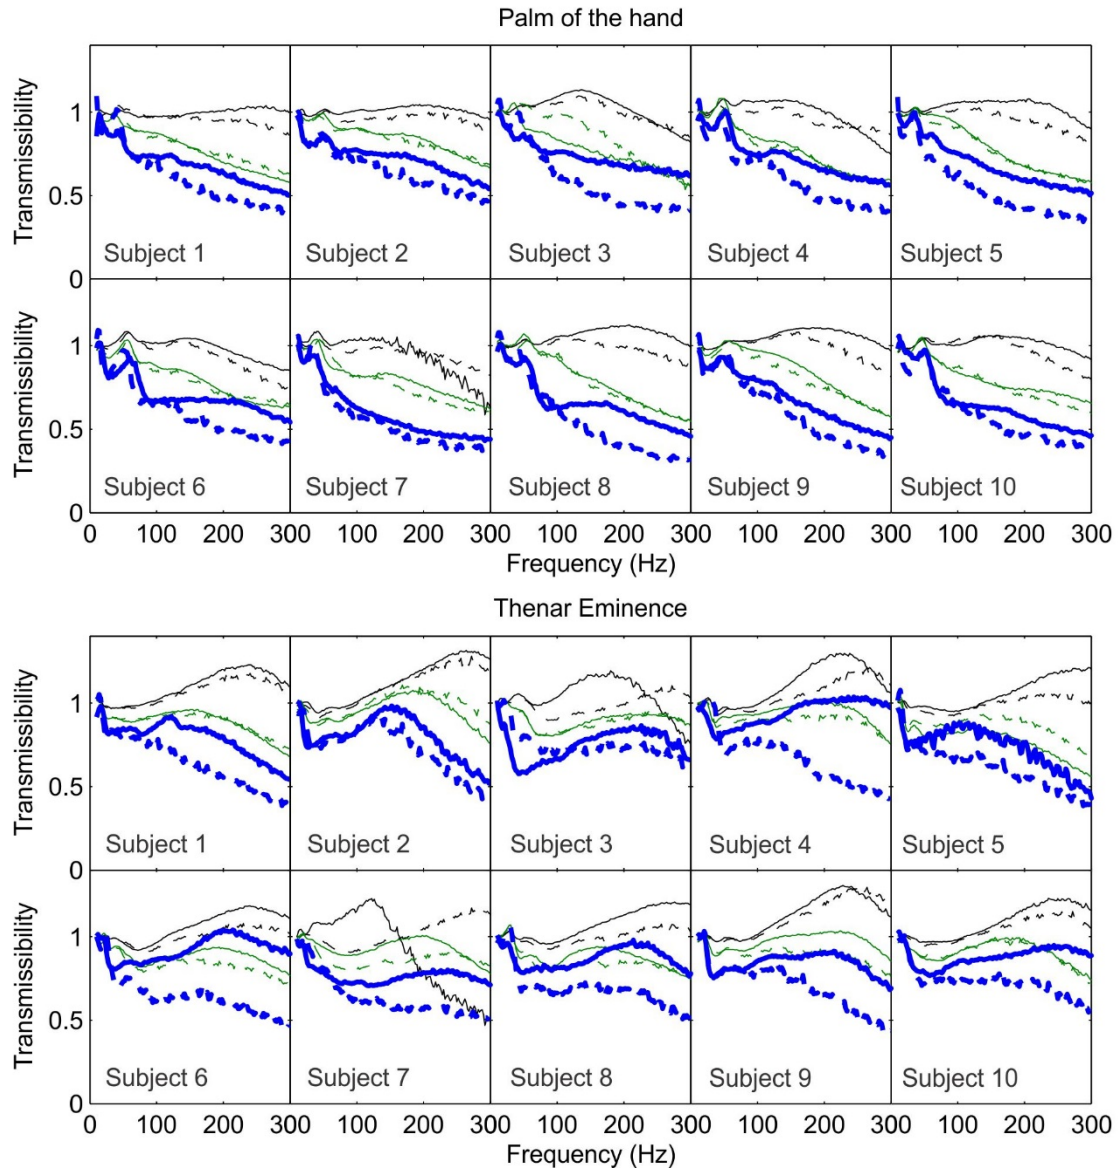 Palm of the hand
Transmissibility
1
0.5
0
Subject 1
Subject 2
Subject 3
Subject 4
Subject 5
Transmissibility
1
0.5
0
Subject 6
Subject 7
Subject 8
Subject 9
Subject 10
0 100 200 300 100 200 300 100 200 300 100 200 300 100 200 300
Frequency (Hz)
Thenar Eminence
Transmissibility
1
0.5
0
Subject 1
Subject 2
Subject 3
Subject 4
Subject 5
Transmissibility
1
0.5
0
Subject 6
Subject 7
Subject 8
Subject 9
Subject 10
0 100 200 300 100 200 300 100 200 300 100 200 300 100 200 300
Frequency (Hz)